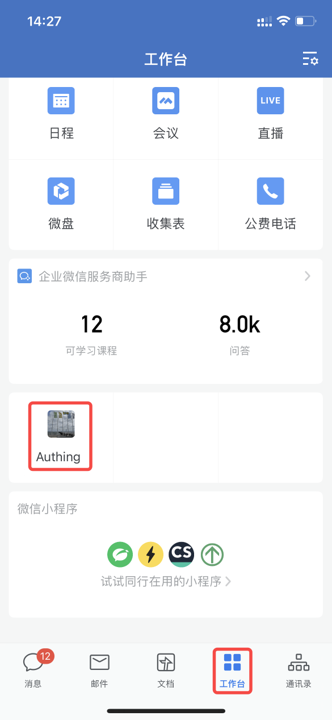 14:27
工作台
LIVE
日程
会议
直播
微盘
收集表
公费电话
企业微信服务商助手
12
8.0k
可学习课程
问答
Authing
微信小程序
CS
试试同行在用的小程序
12
消息
邮件
文档
工作台
通讯录